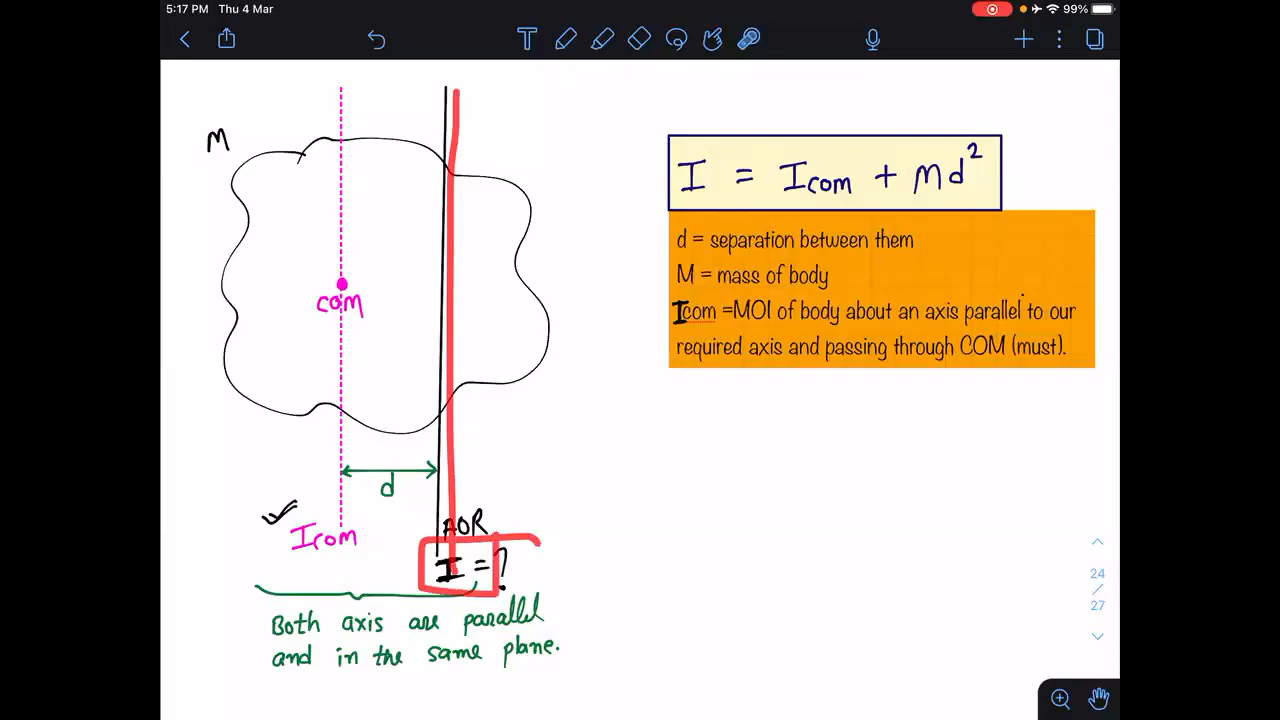 5:17 PM Thu 4 Mar
99%
M
I = Icom + Md²
d = separation between them
M = mass of body
Icom =MOI of body about an axis parallel to our
required axis and passing through COM (must).
com
d
Icom
AOR
I = ?
Both axis are parallel
and in the same plane.
24
/
27